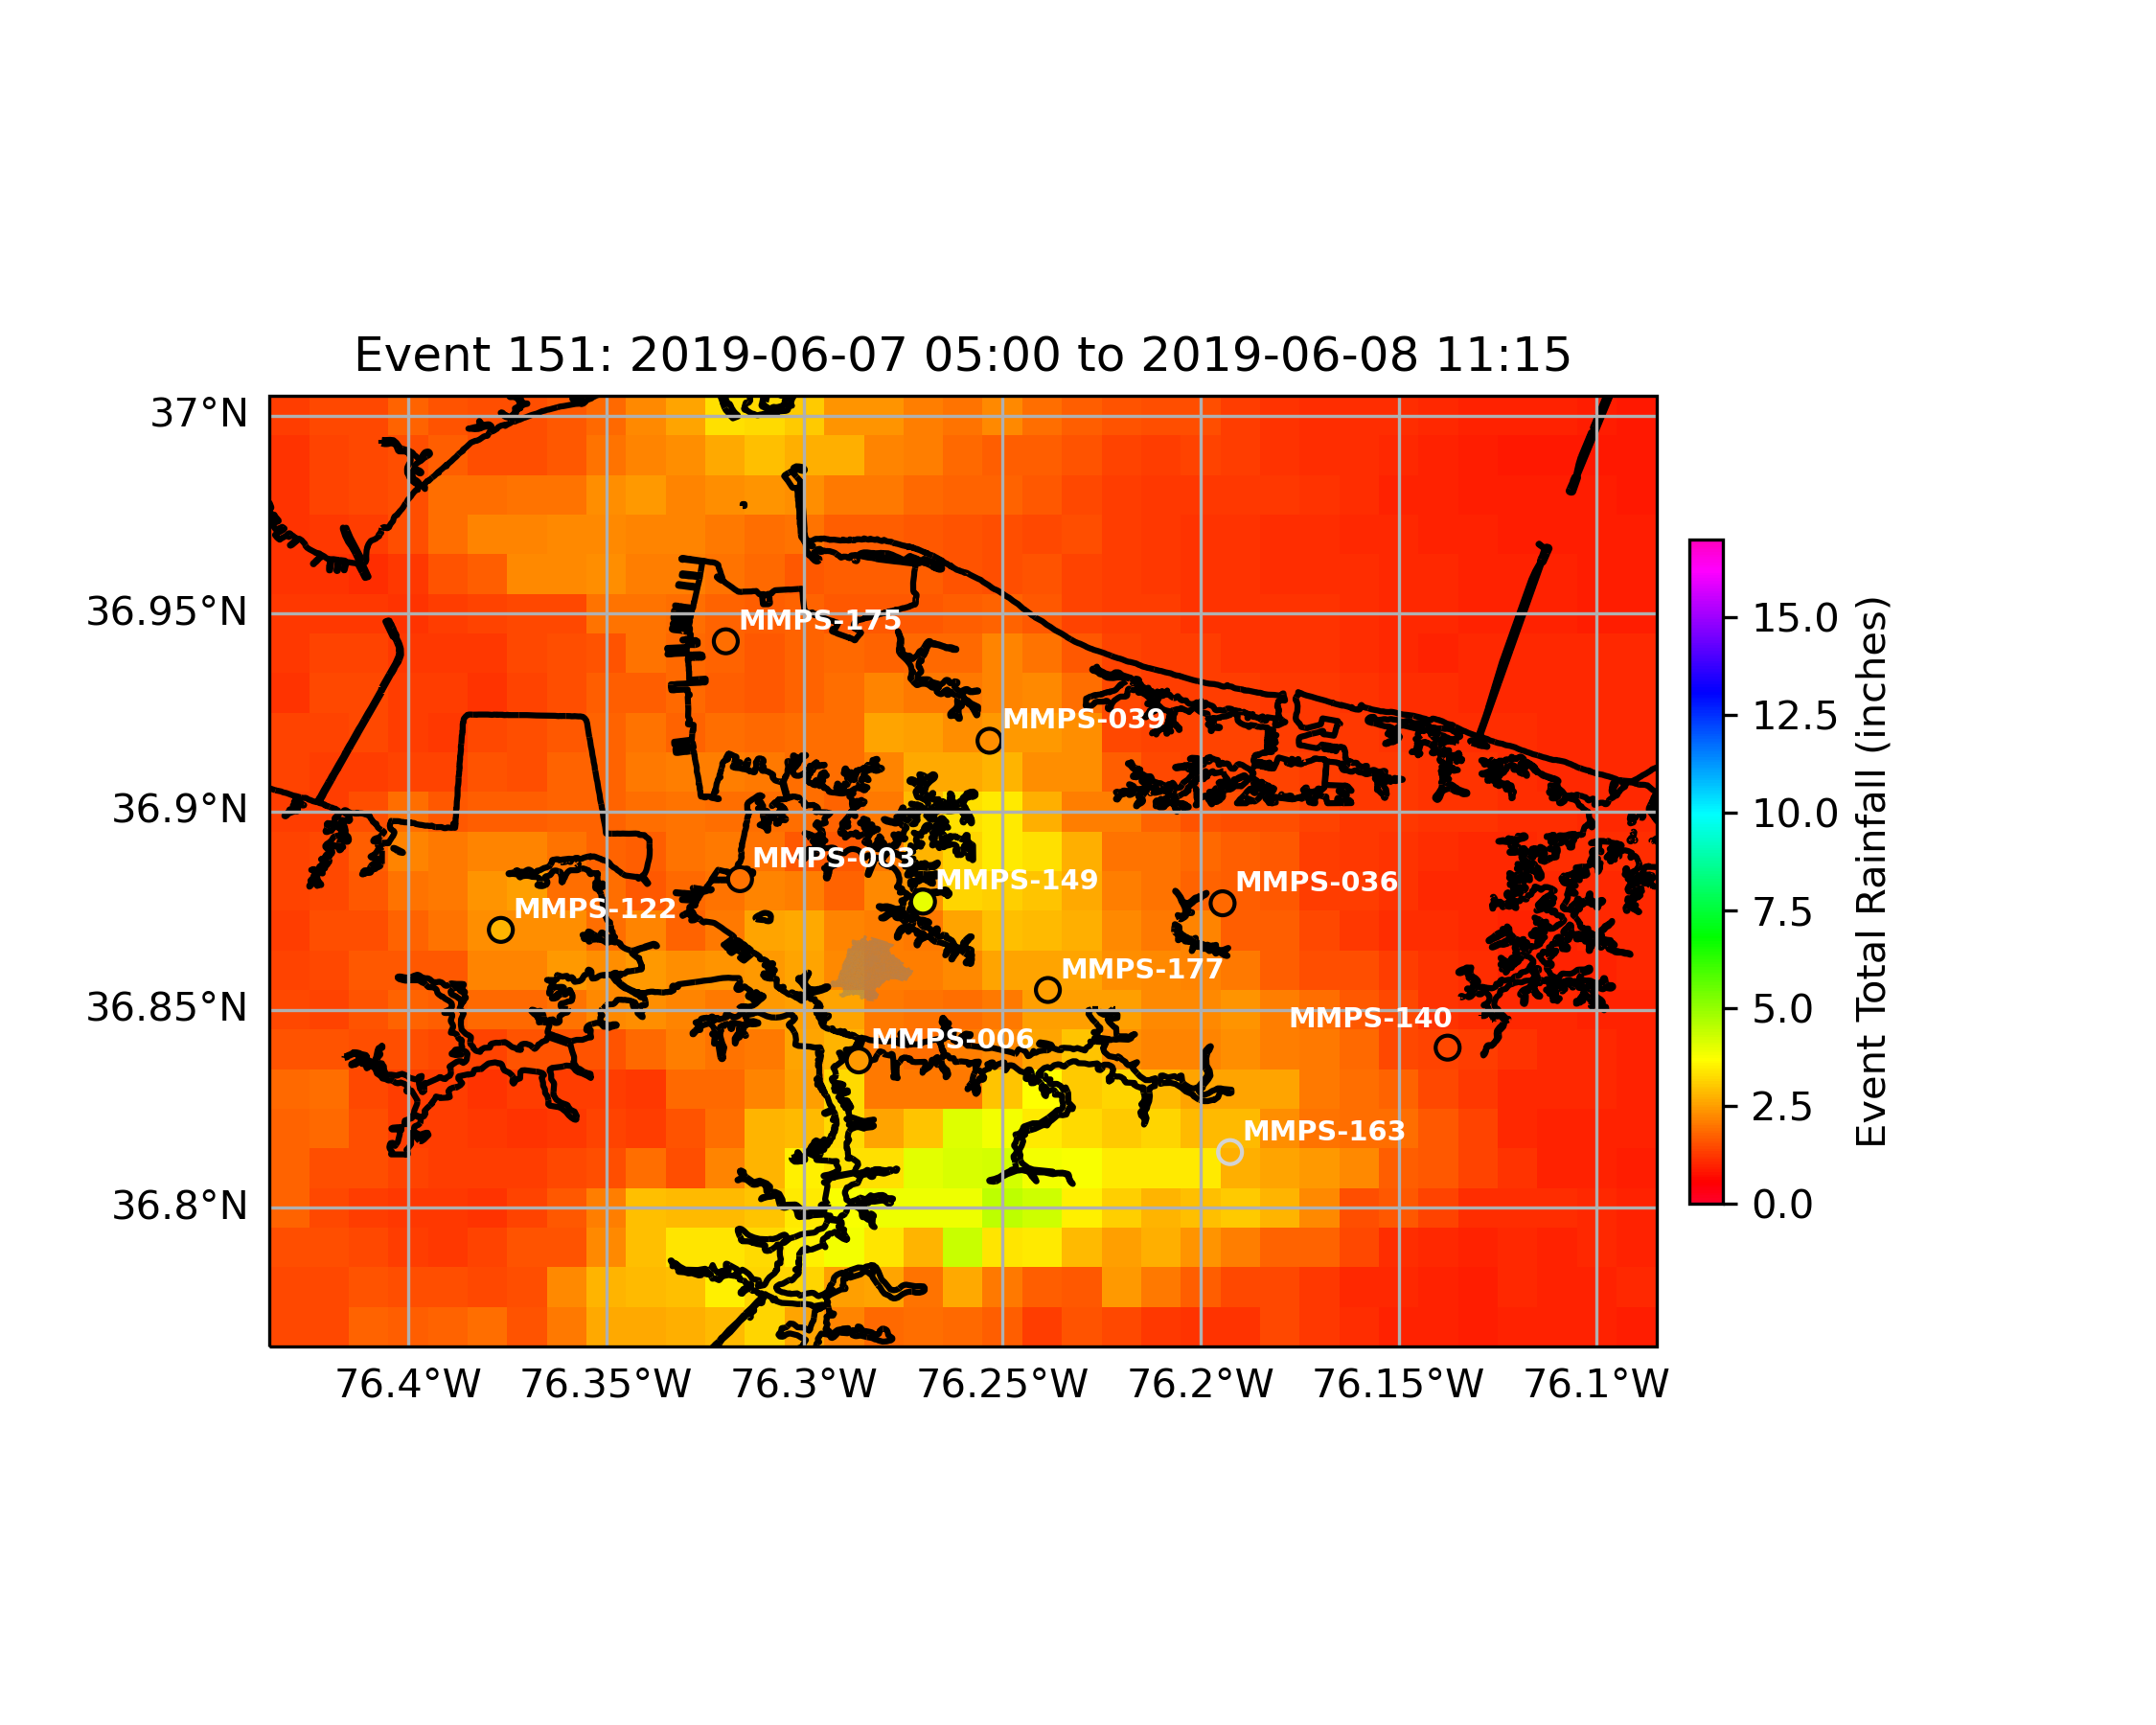 Event 151: 2019-06-07 05:00 to 2019-06-08 11:15
37°N
36.95°N
36.9°N
36.85°N
36.8°N
MMPS-175
MMPS-039
MMPS-003
MMPS-149
MMPS-036
MMPS-122
MMPS-177
MMPS-140
MMPS-006
MMPS-163
76.4°W 76.35°W 76.3°W 76.25°W 76.2°W 76.15°W 76.1°W
15.0
12.5
10.0
7.5
5.0
2.5
0.0
Event Total Rainfall (inches)